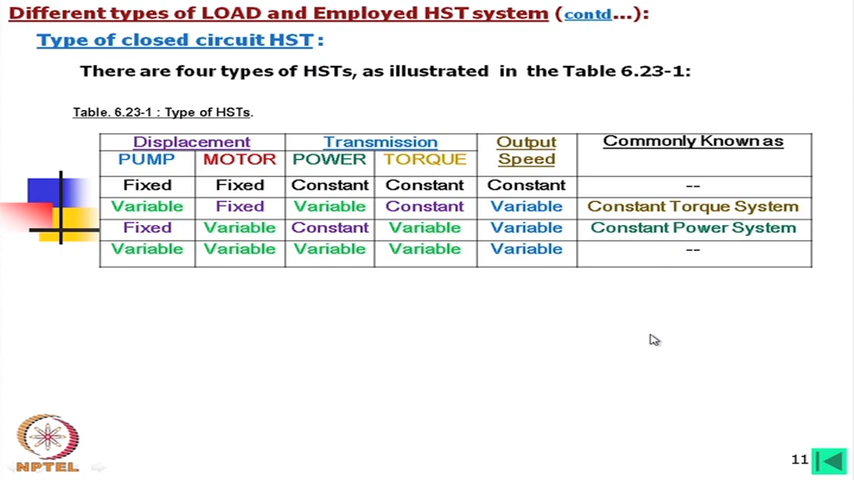 Different types of LOAD and Employed HST system (contd...):
Type of closed circuit HST :
There are four types of HSTs, as illustrated in the Table 6.23-1:
Table. 6.23-1 : Type of HSTs.
Displacement Transmission Output Speed Commonly Known as
PUMP MOTOR POWER TORQUE
Fixed Fixed Constant Constant Constant --
Variable Fixed Variable Constant Variable Constant Torque System
Fixed Variable Constant Variable Variable Constant Power System
Variable Variable Variable Variable Variable --
NPTEL
11